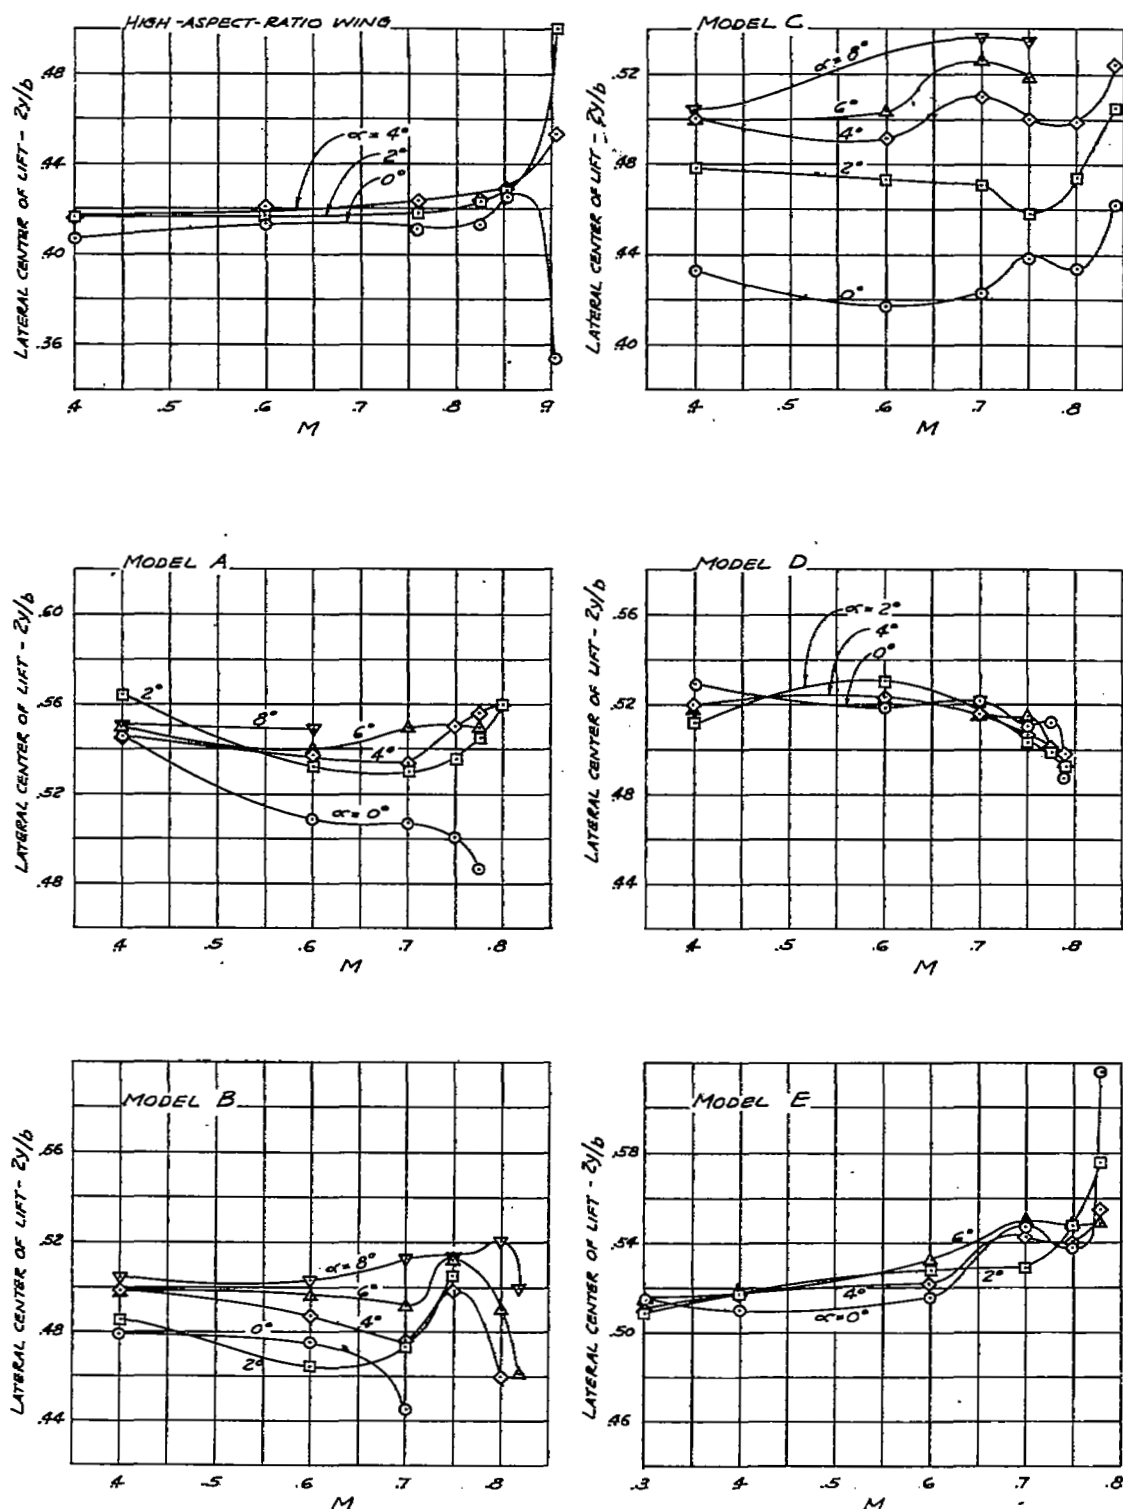 HIGH-ASPECT-RATIO WING
LATERAL CENTER OF LIFT - 2y/b
.48
.44
.40
.36
α = 4°
2°
0°
.4 .5 .6 .7 .8 .9
M
MODEL C
LATERAL CENTER OF LIFT - 2y/b
.52
.48
.44
.40
α = 8°
6°
4°
2°
0°
.4 .5 .6 .7 .8
M
MODEL A
LATERAL CENTER OF LIFT - 2y/b
.60
.56
.52
.48
2°
8°
6°
4°
α = 0°
.4 .5 .6 .7 .8
M
MODEL D
LATERAL CENTER OF LIFT - 2y/b
.56
.52
.48
.44
α = 2°
4°
0°
.4 .5 .6 .7 .8
M
MODEL B
LATERAL CENTER OF LIFT - 2y/b
.56
.52
.48
.44
α = 8°
6°
4°
0°
2°
.4 .5 .6 .7 .8
M
MODEL E
LATERAL CENTER OF LIFT - 2y/b
.58
.54
.50
.46
6°
2°
4°
α = 0°
.3 .4 .5 .6 .7 .8
M